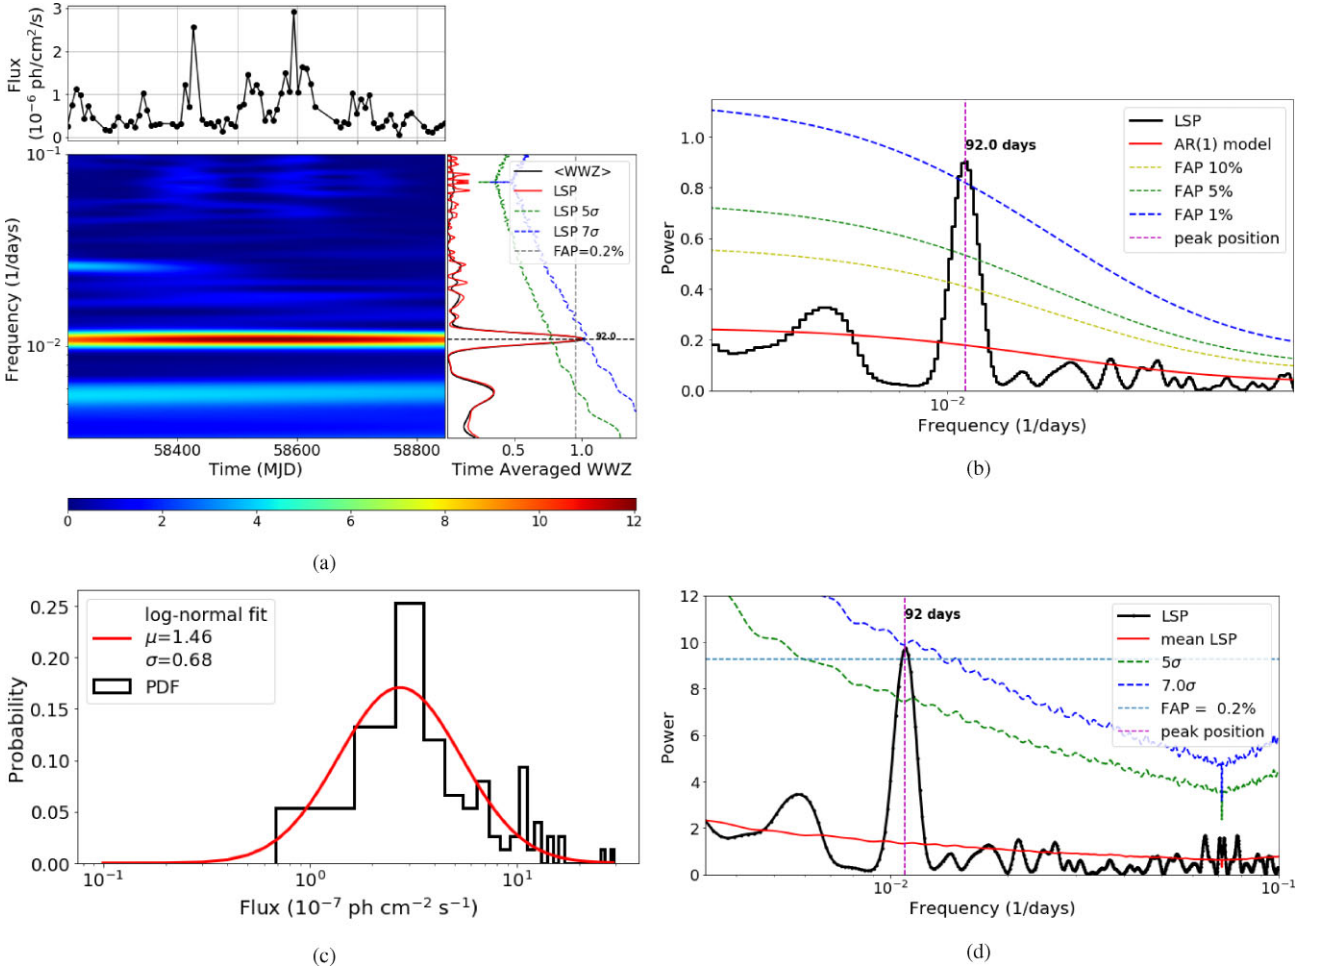 3
2
1
0
Flux
(10⁻⁶ ph/cm²/s)
10⁻¹
10⁻²
Frequency (1/days)
<WWZ>
LSP
LSP 5σ
LSP 7σ
FAP=0.2%
92.0
58400
58600
58800
0.5
1.0
Time (MJD)
Time Averaged WWZ
0
2
4
6
8
10
12
(a)
1.0
0.8
0.6
0.4
0.2
0.0
Power
92.0 days
LSP
AR(1) model
FAP 10%
FAP 5%
FAP 1%
peak position
10⁻²
Frequency (1/days)
(b)
0.25
0.20
0.15
0.10
0.05
0.00
Probability
log-normal fit
μ=1.46
σ=0.68
PDF
10⁻¹
10⁰
10¹
Flux (10⁻⁷ ph cm⁻² s⁻¹)
(c)
12
10
8
6
4
2
0
Power
92 days
LSP
mean LSP
5σ
7.0σ
FAP = 0.2%
peak position
10⁻²
10⁻¹
Frequency (1/days)
(d)